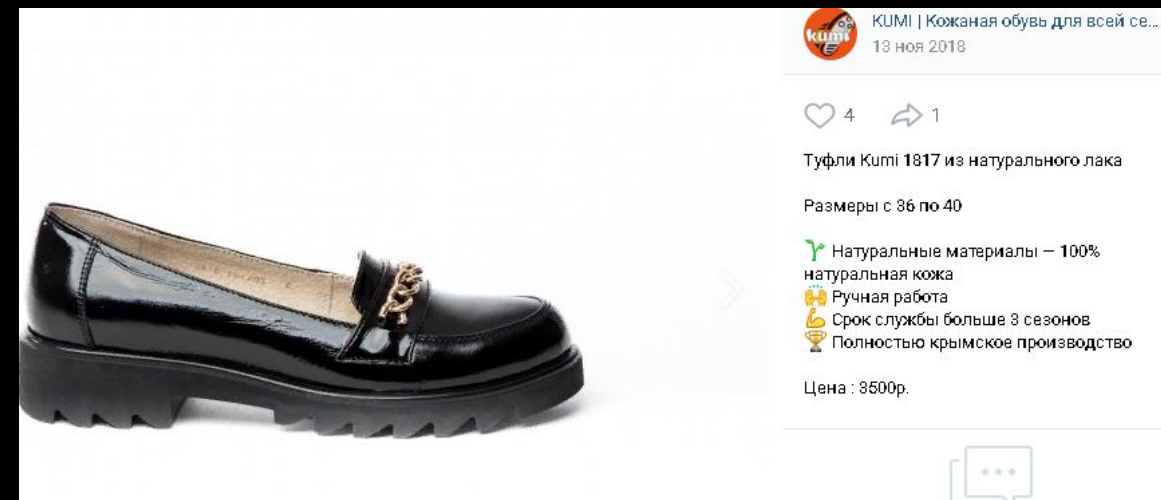 kumi
KUMI | Кожаная обувь для всей се...
13 ноя 2018
4 1
Туфли Kumi 1817 из натурального лака
Размеры с 36 по 40
Натуральные материалы – 100%
натуральная кожа
Ручная работа
Срок службы больше 3 сезонов
Полностью крымское производство
Цена : 3500р.